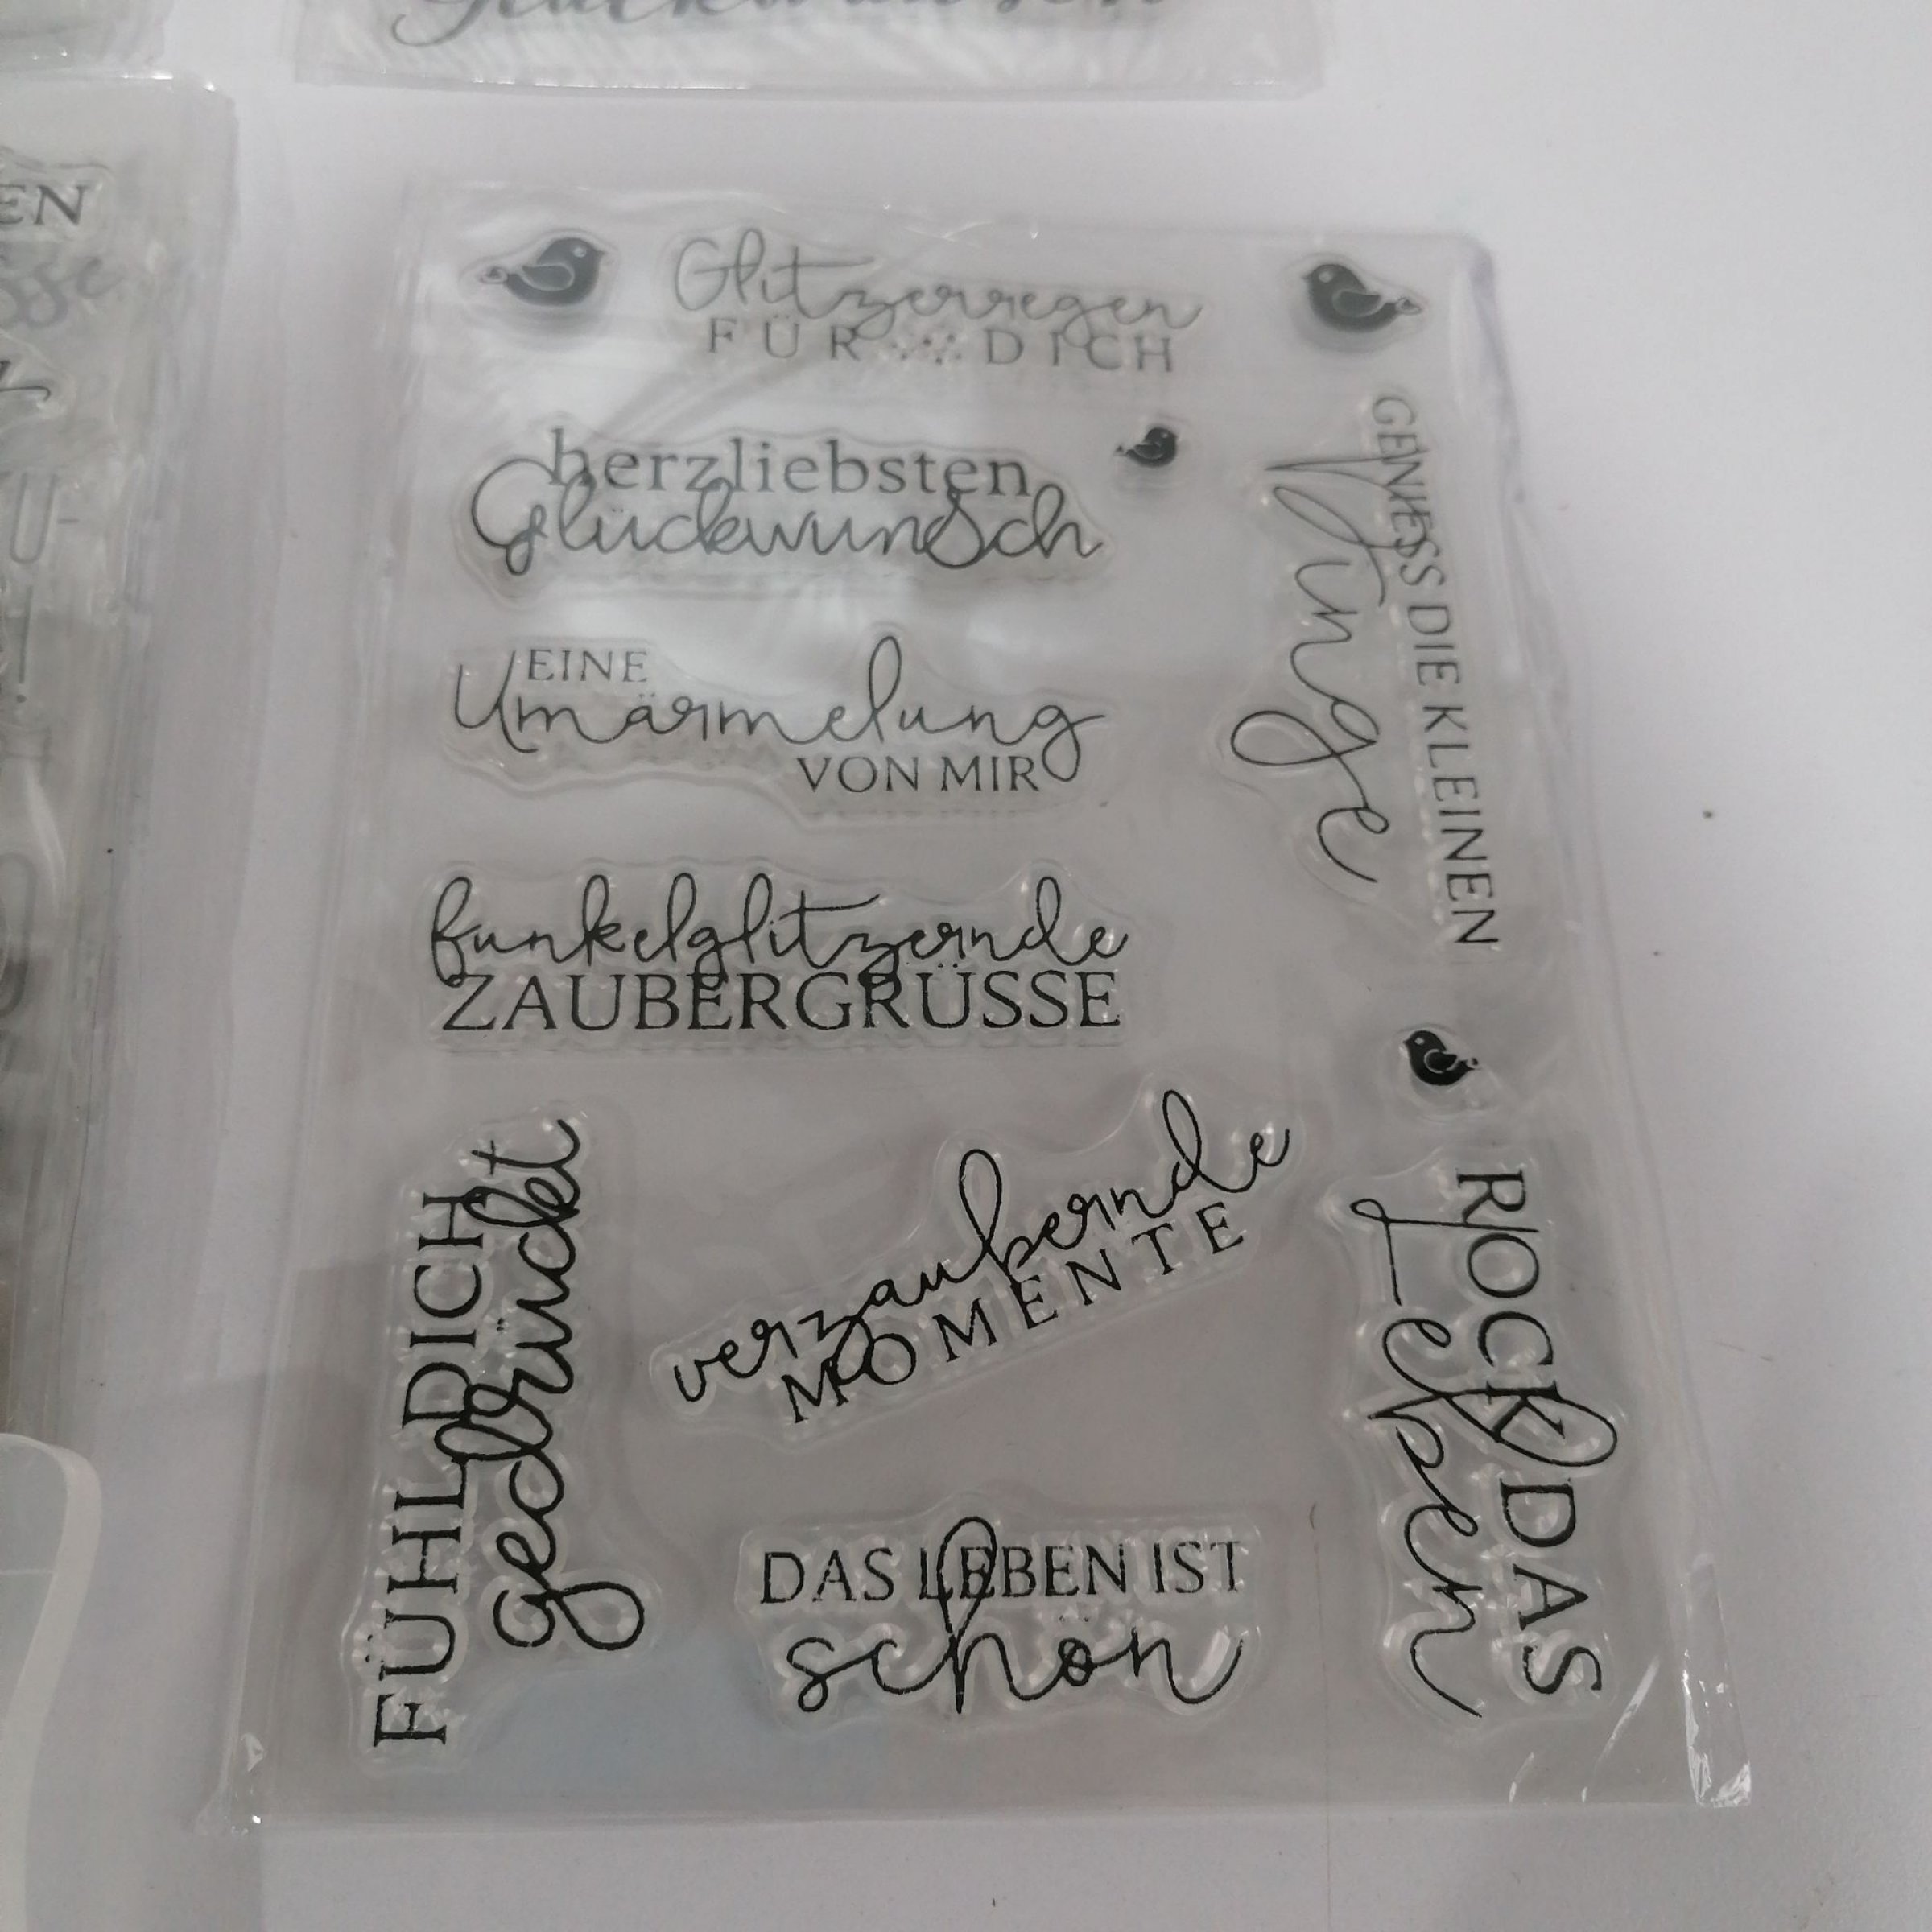 EN
Glitzerregen
FÜR DICH
herzliebsten
Glückwunsch
EINE
Umärmelung
VON MIR
funkelglitzernde
ZAUBERGRÜSSE
GENIESS DIE KLEINEN
Dinge
FÜHL DICH
gedrückt
verzaubernde
MOMENTE
ROCK DAS
Leben
DAS LEBEN IST
schön